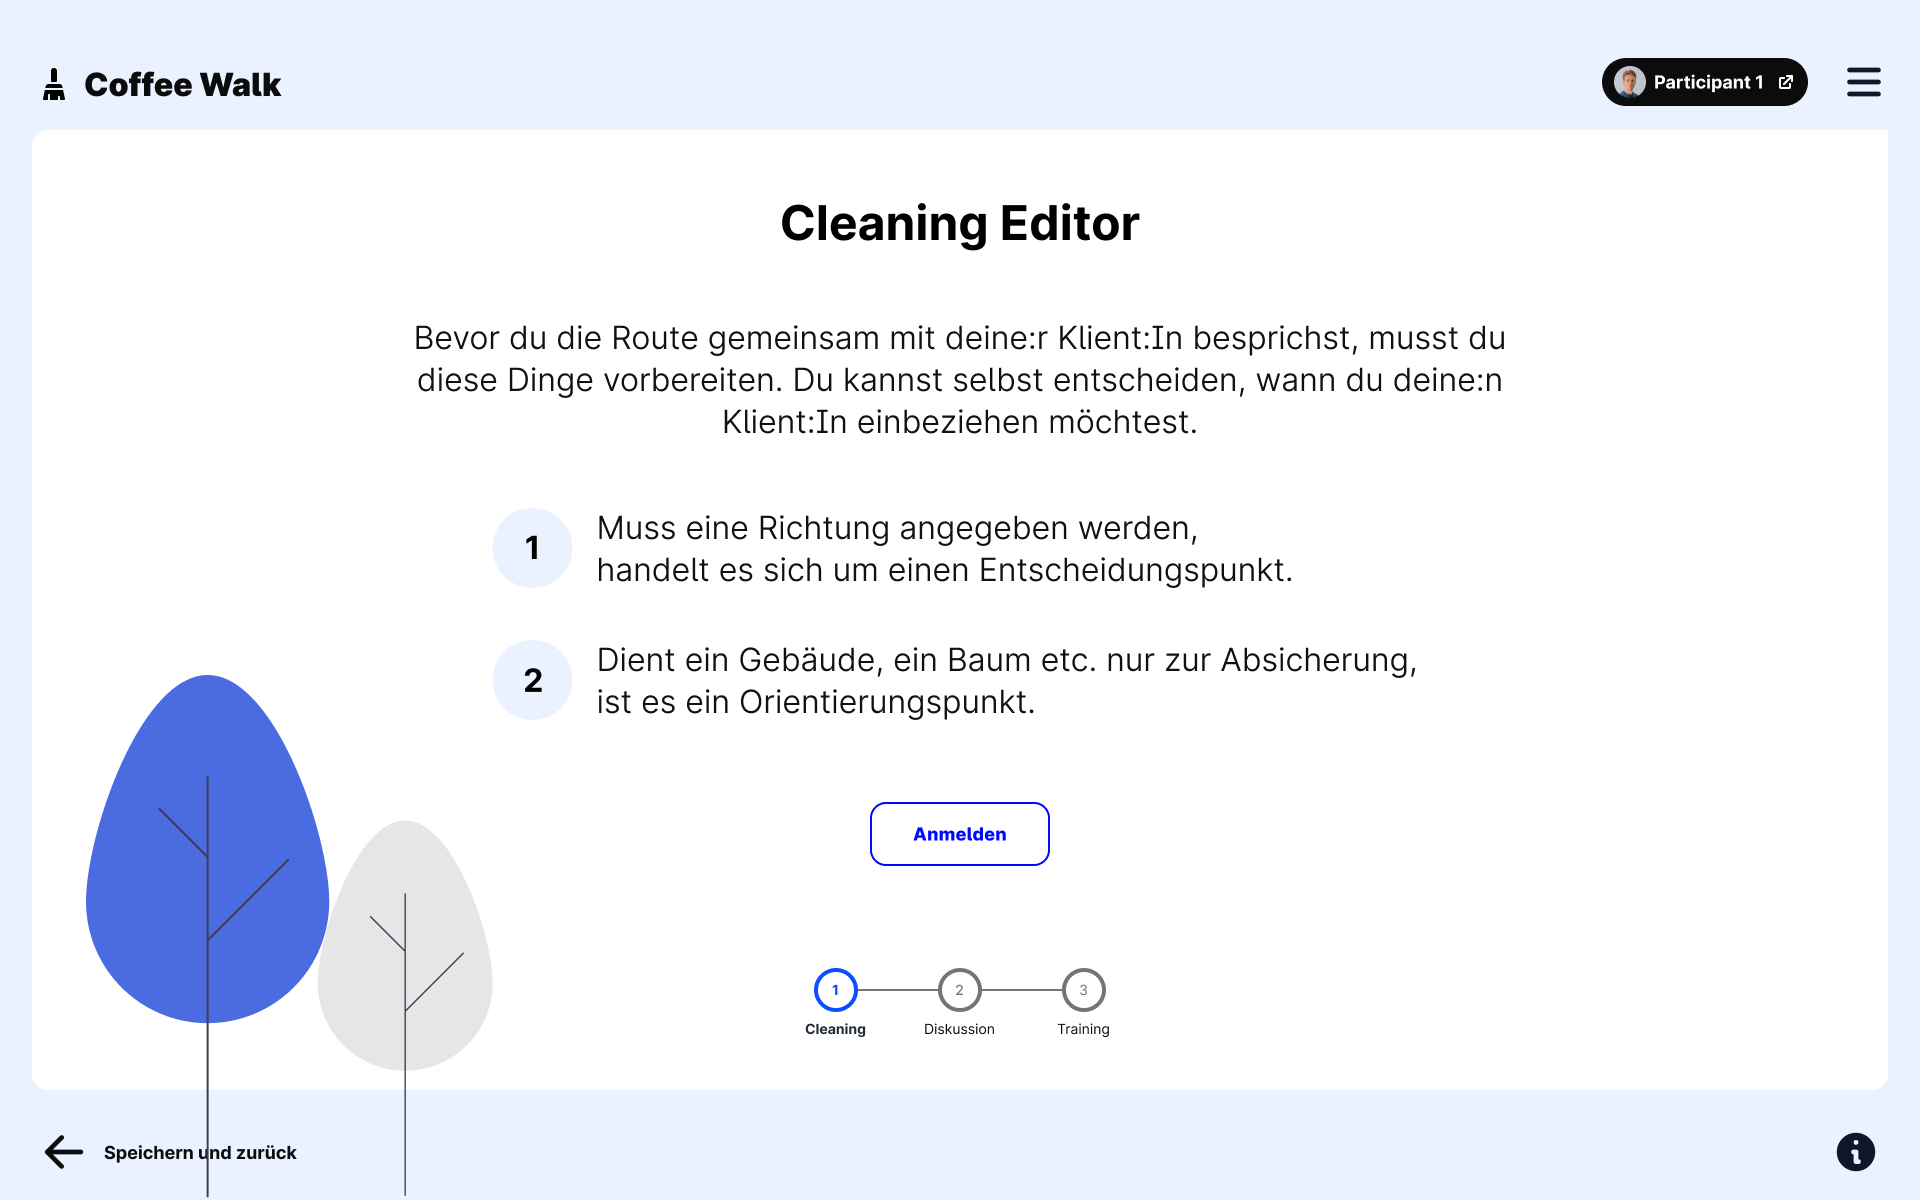 Coffee Walk
Participant 1
Cleaning Editor
Bevor du die Route gemeinsam mit deine:r Klient:In besprichst, musst du
diese Dinge vorbereiten. Du kannst selbst entscheiden, wann du deine:n
Klient:In einbeziehen möchtest.
1
Muss eine Richtung angegeben werden,
handelt es sich um einen Entscheidungspunkt.
2
Dient ein Gebäude, ein Baum etc. nur zur Absicherung,
ist es ein Orientierungspunkt.
Anmelden
1 2 3
Cleaning Diskussion Training
Speichern und zurück